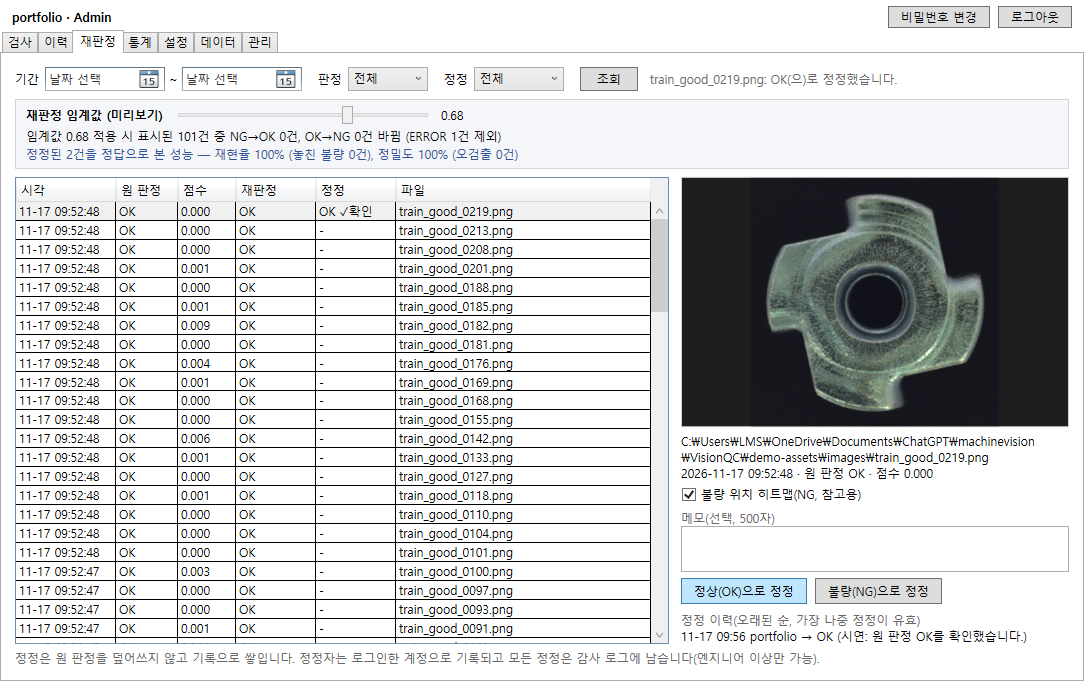 portfolio · Admin
비밀번호 변경
로그아웃
검사 이력 재판정 통계 설정 데이터 관리
기간 날짜 선택 15 ~ 날짜 선택 15 판정 전체 정정 전체 조회 train_good_0219.png: OK(으)로 정정했습니다.
재판정 임계값 (미리보기) 0.68
임계값 0.68 적용 시 표시된 101건 중 NG→OK 0건, OK→NG 0건 바뀜 (ERROR 1건 제외)
정정된 2건을 정답으로 본 성능 — 재현율 100% (놓친 불량 0건), 정밀도 100% (오검출 0건)
시각 원 판정 점수 재판정 정정 파일
11-17 09:52:48 OK 0.000 OK OK ✓확인 train_good_0219.png
11-17 09:52:48 OK 0.000 OK - train_good_0213.png
11-17 09:52:48 OK 0.000 OK - train_good_0208.png
11-17 09:52:48 OK 0.001 OK - train_good_0201.png
11-17 09:52:48 OK 0.000 OK - train_good_0188.png
11-17 09:52:48 OK 0.001 OK - train_good_0185.png
11-17 09:52:48 OK 0.009 OK - train_good_0182.png
11-17 09:52:48 OK 0.000 OK - train_good_0181.png
11-17 09:52:48 OK 0.004 OK - train_good_0176.png
11-17 09:52:48 OK 0.001 OK - train_good_0169.png
11-17 09:52:48 OK 0.000 OK - train_good_0168.png
11-17 09:52:48 OK 0.000 OK - train_good_0155.png
11-17 09:52:48 OK 0.006 OK - train_good_0142.png
11-17 09:52:48 OK 0.001 OK - train_good_0133.png
11-17 09:52:48 OK 0.000 OK - train_good_0127.png
11-17 09:52:48 OK 0.001 OK - train_good_0118.png
11-17 09:52:48 OK 0.000 OK - train_good_0110.png
11-17 09:52:48 OK 0.000 OK - train_good_0104.png
11-17 09:52:48 OK 0.000 OK - train_good_0101.png
11-17 09:52:47 OK 0.003 OK - train_good_0100.png
11-17 09:52:47 OK 0.000 OK - train_good_0097.png
11-17 09:52:47 OK 0.000 OK - train_good_0093.png
11-17 09:52:47 OK 0.001 OK - train_good_0091.png
C:₩Users₩LMS₩OneDrive₩Documents₩ChatGPT₩machinevision
₩VisionQC₩demo-assets₩images₩train_good_0219.png
2026-11-17 09:52:48 · 원 판정 OK · 점수 0.000
불량 위치 히트맵(NG, 참고용)
메모(선택, 500자)
정상(OK)으로 정정 불량(NG)으로 정정
정정 이력(오래된 순, 가장 나중 정정이 유효)
11-17 09:56 portfolio → OK (시연: 원 판정 OK를 확인했습니다.)
정정은 원 판정을 덮어쓰지 않고 기록으로 쌓입니다. 정정자는 로그인한 계정으로 기록되고 모든 정정은 감사 로그에 남습니다(엔지니어 이상만 가능).